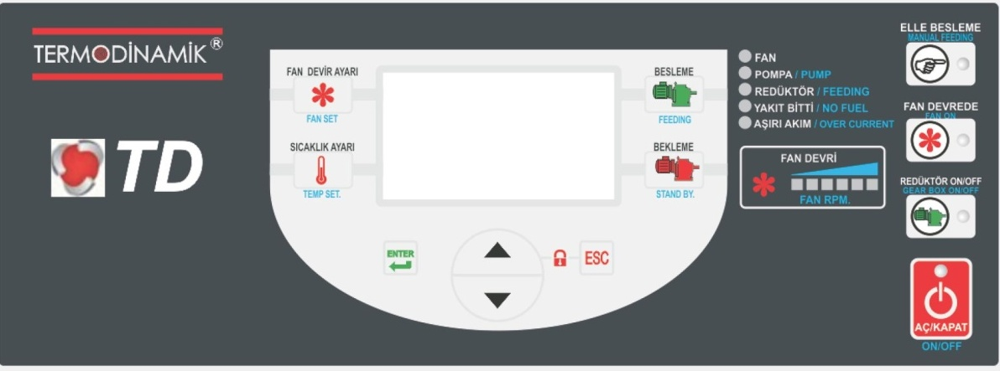 TERMODİNAMİK®
TD
FAN DEVİR AYARI
FAN SET
SICAKLIK AYARI
TEMP SET.
BESLEME
FEEDING
BEKLEME
STAND BY.
ENTER
ESC
FAN
POMPA / PUMP
REDÜKTÖR / FEEDING
YAKIT BİTTİ / NO FUEL
AŞIRI AKIM / OVER CURRENT
FAN DEVRİ
FAN RPM.
ELLE BESLEME
MANUAL FEEDING
FAN DEVREDE
FAN ON
REDÜKTÖR ON/OFF
GEAR BOX ON/OFF
AÇ/KAPAT
ON/OFF